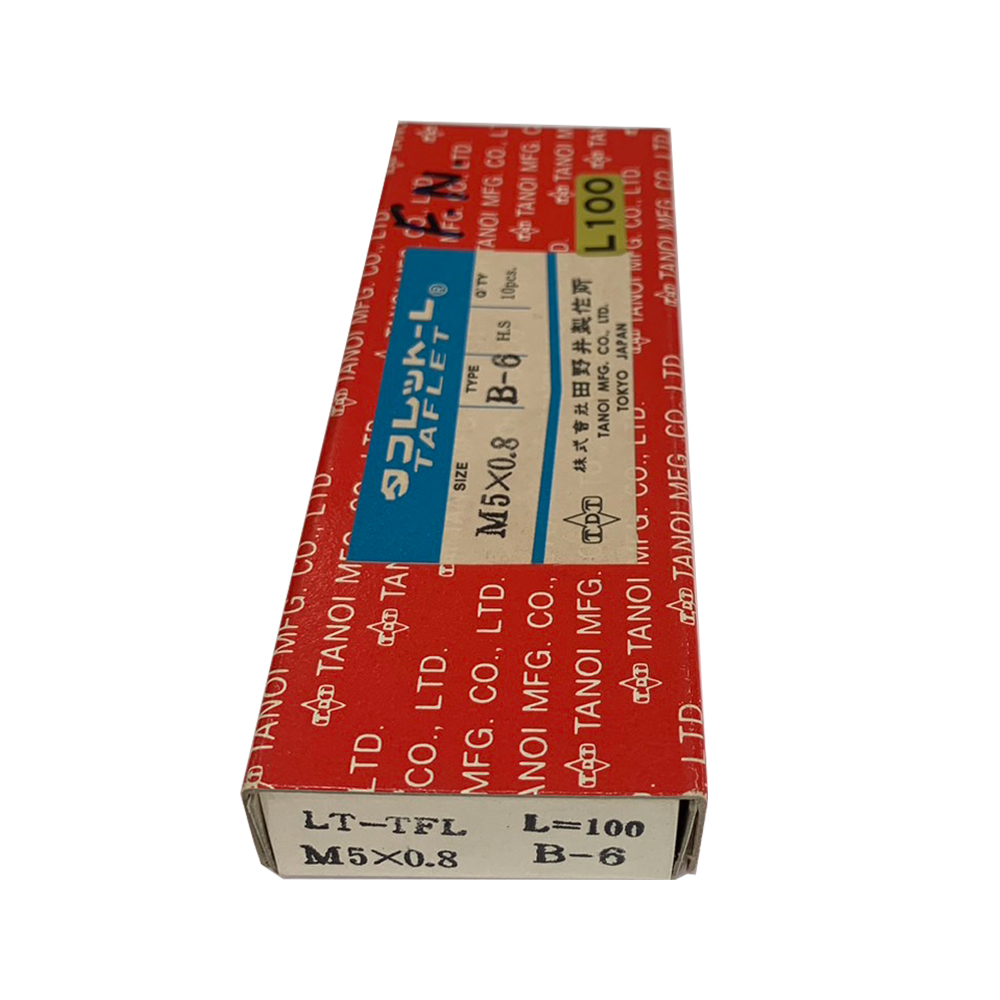 F.N.
L100
タフレット-L®
TAFLET
SIZE TYPE Q'TY
M5×0.8 B-6 H.S 10pcs.
株式會社田野井製作所
TANOI MFG. CO., LTD.
TOKYO JAPAN
TDT
TDT TANOI MFG. CO., LTD.
LT-TFL L=100
M5×0.8 B-6